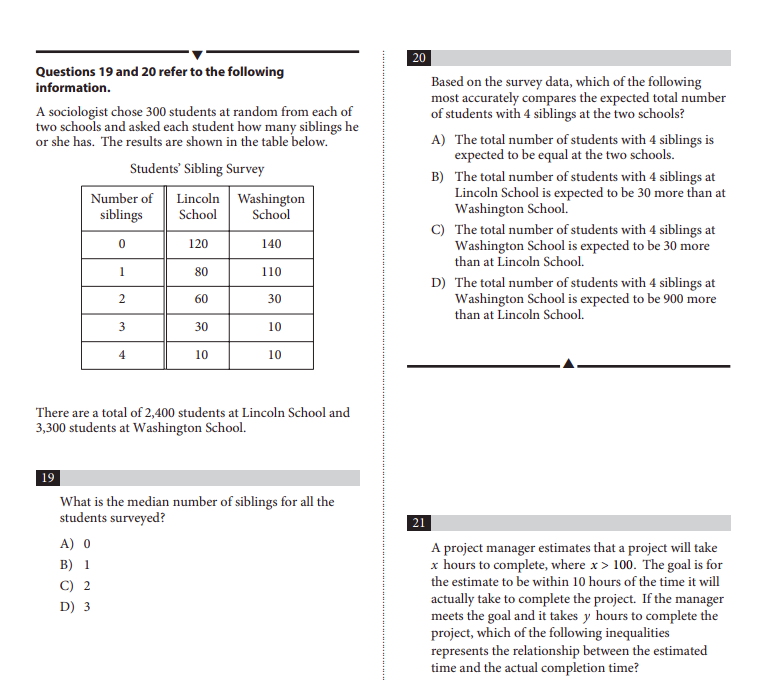 Questions 19 and 20 refer to the following
information.
A sociologist chose 300 students at random from each of
two schools and asked each student how many siblings he
or she has. The results are shown in the table below.
Students’ Sibling Survey
Number of siblings Lincoln School Washington School
0 120 140
1 80 110
2 60 30
3 30 10
4 10 10
There are a total of 2,400 students at Lincoln School and
3,300 students at Washington School.
19
What is the median number of siblings for all the
students surveyed?
A) 0
B) 1
C) 2
D) 3
20
Based on the survey data, which of the following
most accurately compares the expected total number
of students with 4 siblings at the two schools?
A) The total number of students with 4 siblings is
expected to be equal at the two schools.
B) The total number of students with 4 siblings at
Lincoln School is expected to be 30 more than at
Washington School.
C) The total number of students with 4 siblings at
Washington School is expected to be 30 more
than at Lincoln School.
D) The total number of students with 4 siblings at
Washington School is expected to be 900 more
than at Lincoln School.
21
A project manager estimates that a project will take
x hours to complete, where x > 100. The goal is for
the estimate to be within 10 hours of the time it will
actually take to complete the project. If the manager
meets the goal and it takes y hours to complete the
project, which of the following inequalities
represents the relationship between the estimated
time and the actual completion time?